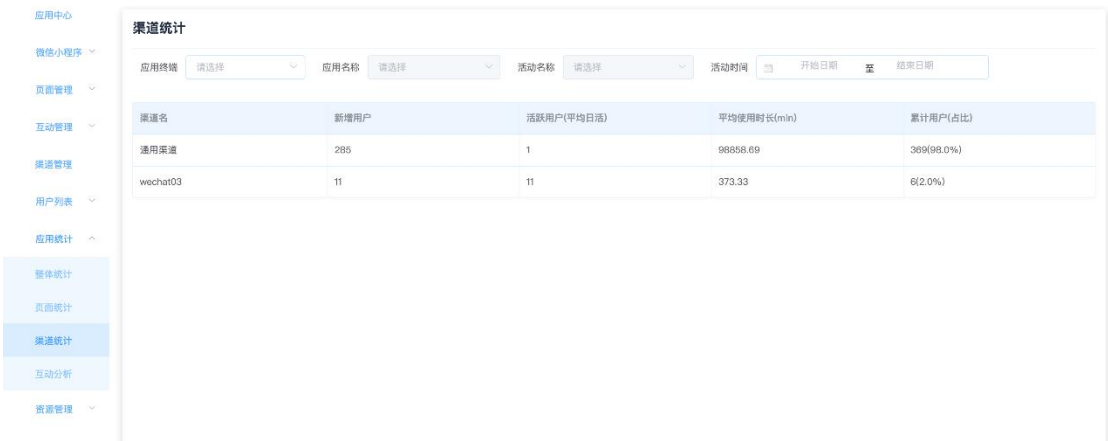 应用中心
微信小程序
页面管理
互动管理
渠道管理
用户列表
应用统计
整体统计
页面统计
渠道统计
互动分析
资源管理
渠道统计
应用终端 请选择 应用名称 请选择 活动名称 请选择 活动时间 开始日期 至 结束日期
渠道名 新增用户 活跃用户(平均日活) 平均使用时长(min) 累计用户(占比)
通用渠道 285 1 98858.69 369(98.0%)
wechat03 11 11 373.33 6(2.0%)